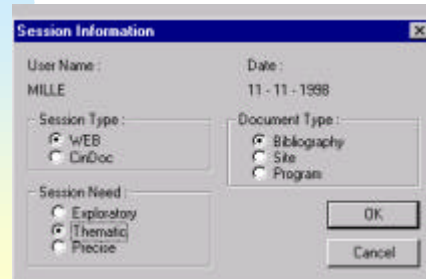 Session Information
User Name :
Date :
MILLE
11 - 11 - 1998
Session Type :
WEB
CinDoc
Document Type :
Bibliography
Site
Program
Session Need :
Exploratory
Thematic
Precise
OK
Cancel